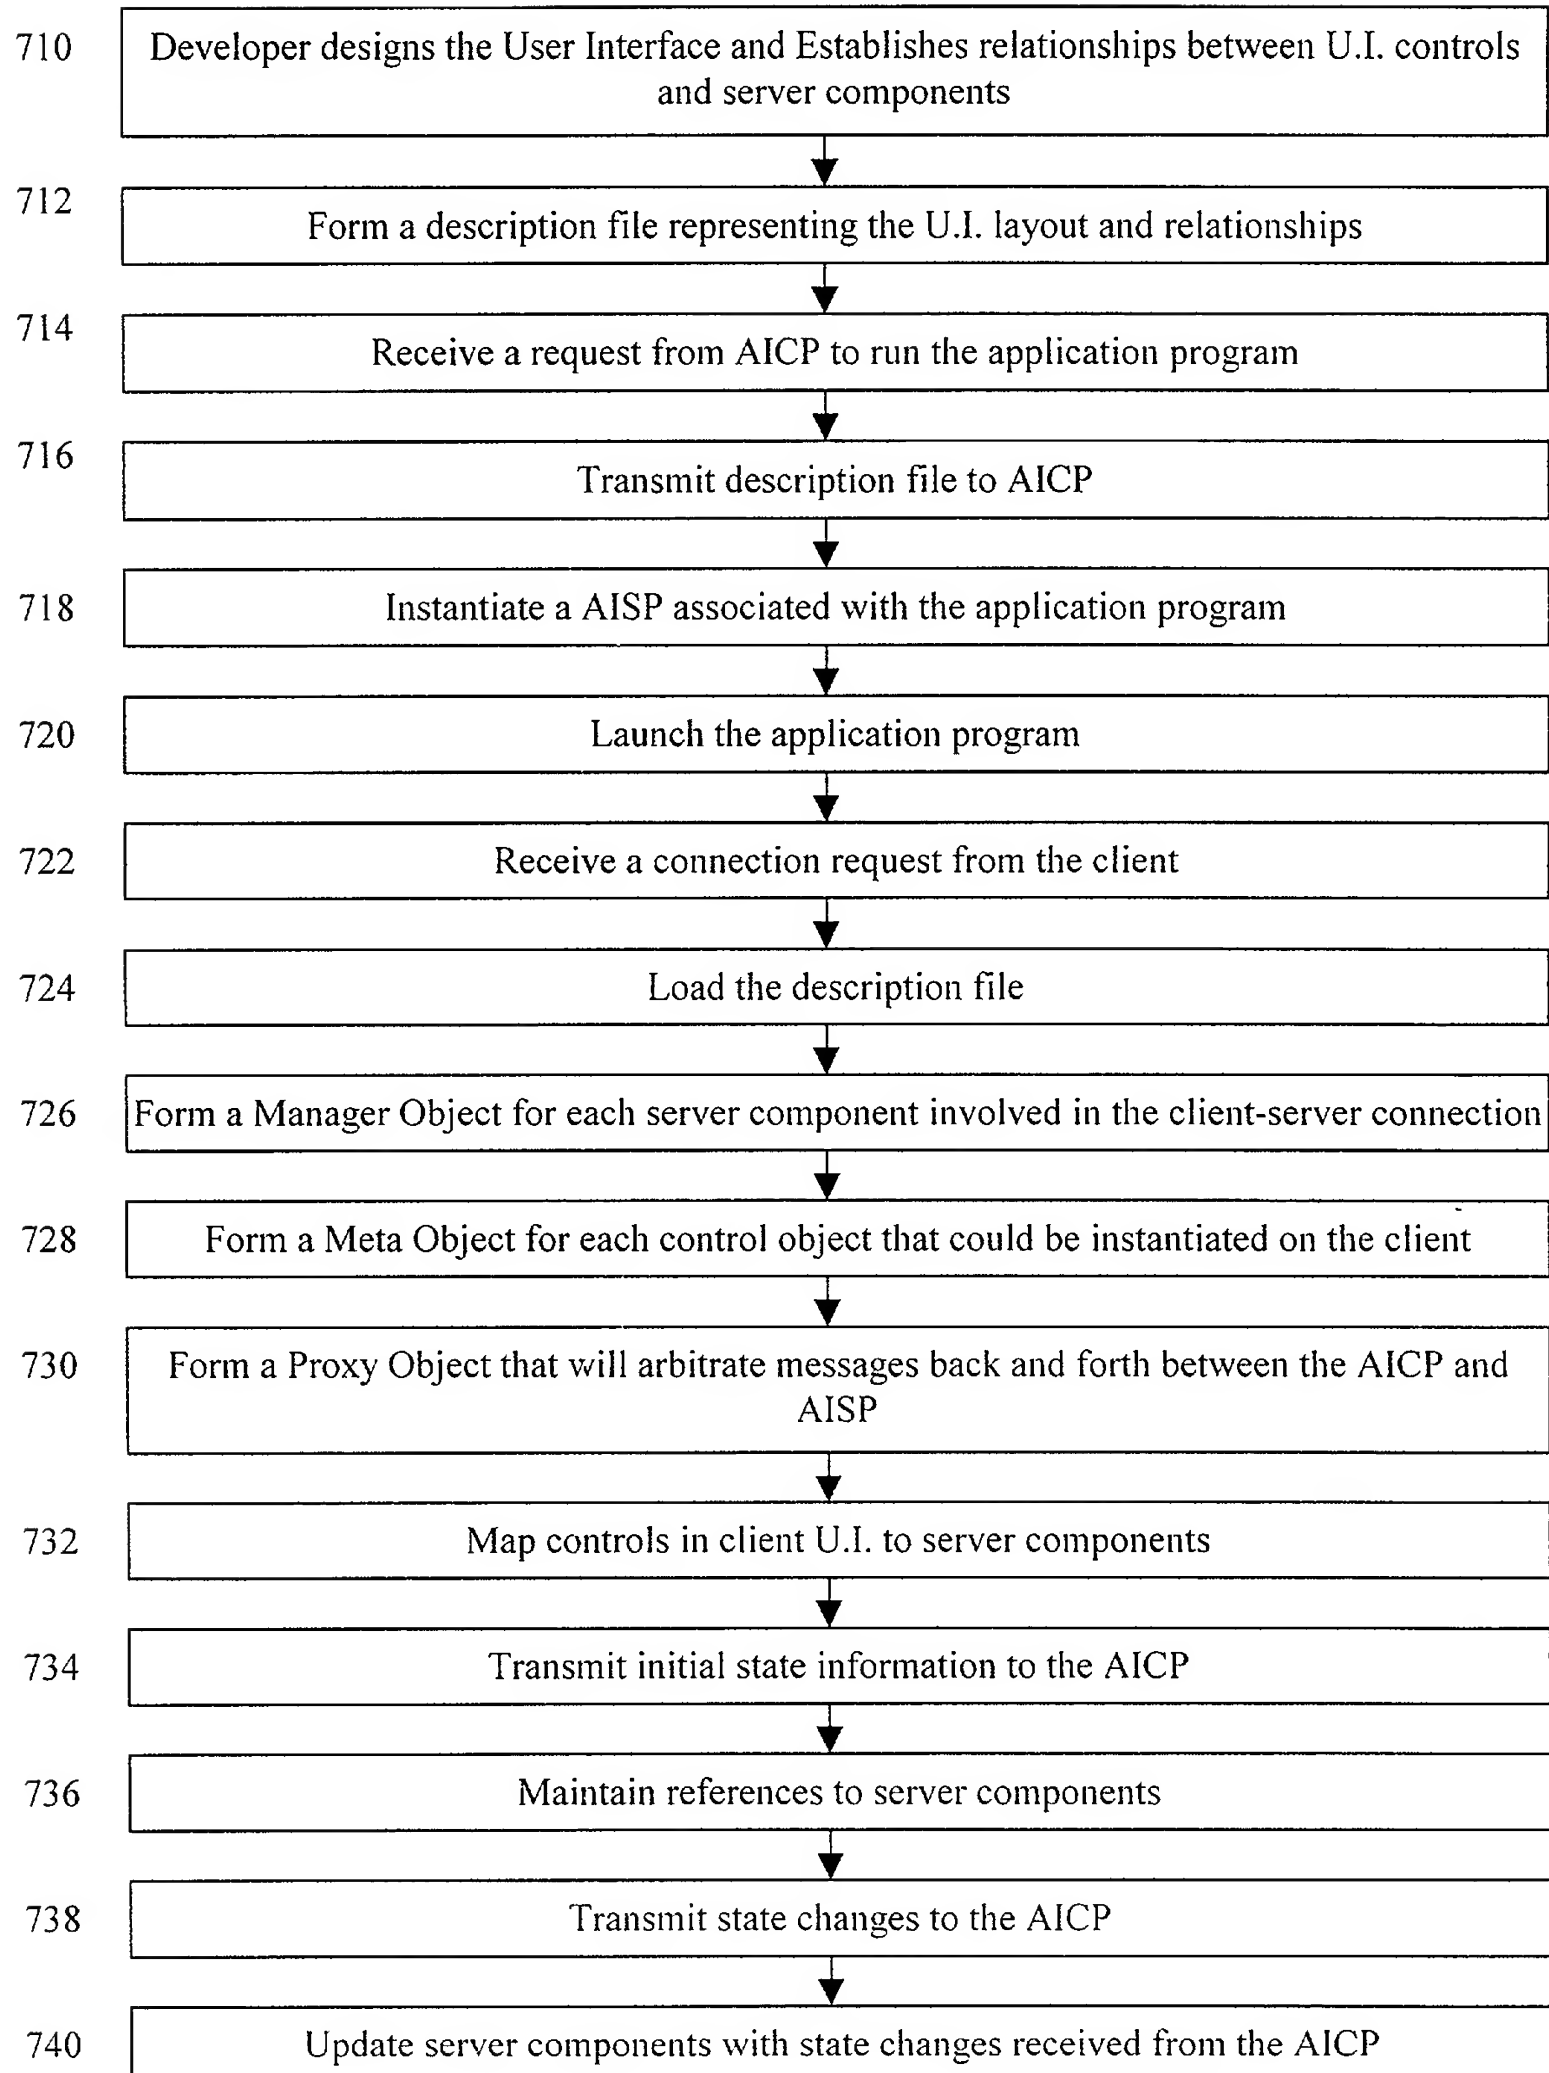 710
Developer designs the User Interface and Establishes relationships between U.I. controls
and server components
712
Form a description file representing the U.I. layout and relationships
714
Receive a request from AICP to run the application program
716
Transmit description file to AICP
718
Instantiate a AISP associated with the application program
720
Launch the application program
722
Receive a connection request from the client
724
Load the description file
726
Form a Manager Object for each server component involved in the client-server connection
728
Form a Meta Object for each control object that could be instantiated on the client
730
Form a Proxy Object that will arbitrate messages back and forth between the AICP and
AISP
732
Map controls in client U.I. to server components
734
Transmit initial state information to the AICP
736
Maintain references to server components
738
Transmit state changes to the AICP
740
Update server components with state changes received from the AICP